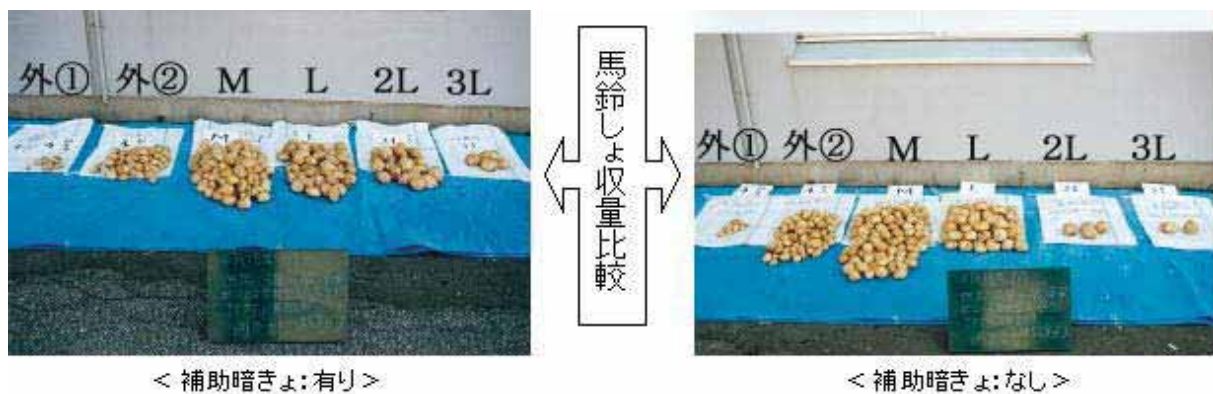 外① 外② M L 2L 3L
馬鈴しょ収量比較
外① 外② M L 2L 3L
<補助暗きょ:有り>
<補助暗きょ:なし>